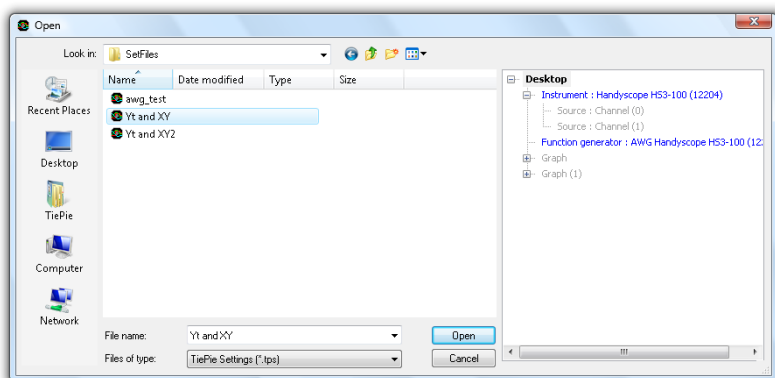 Open
Look in: SetFiles
Recent Places
Desktop
TiePie
Computer
Network
Name Date modified Type Size
awg_test
Yt and XY
Yt and XY2
File name: Yt and XY Open
Files of type: TiePie Settings (*.tps) Cancel
Desktop
Instrument : Handyscope HS3-100 (12204)
Source : Channel (0)
Source : Channel (1)
Function generator : AWG Handyscope HS3-100 (12:
Graph
Graph (1)